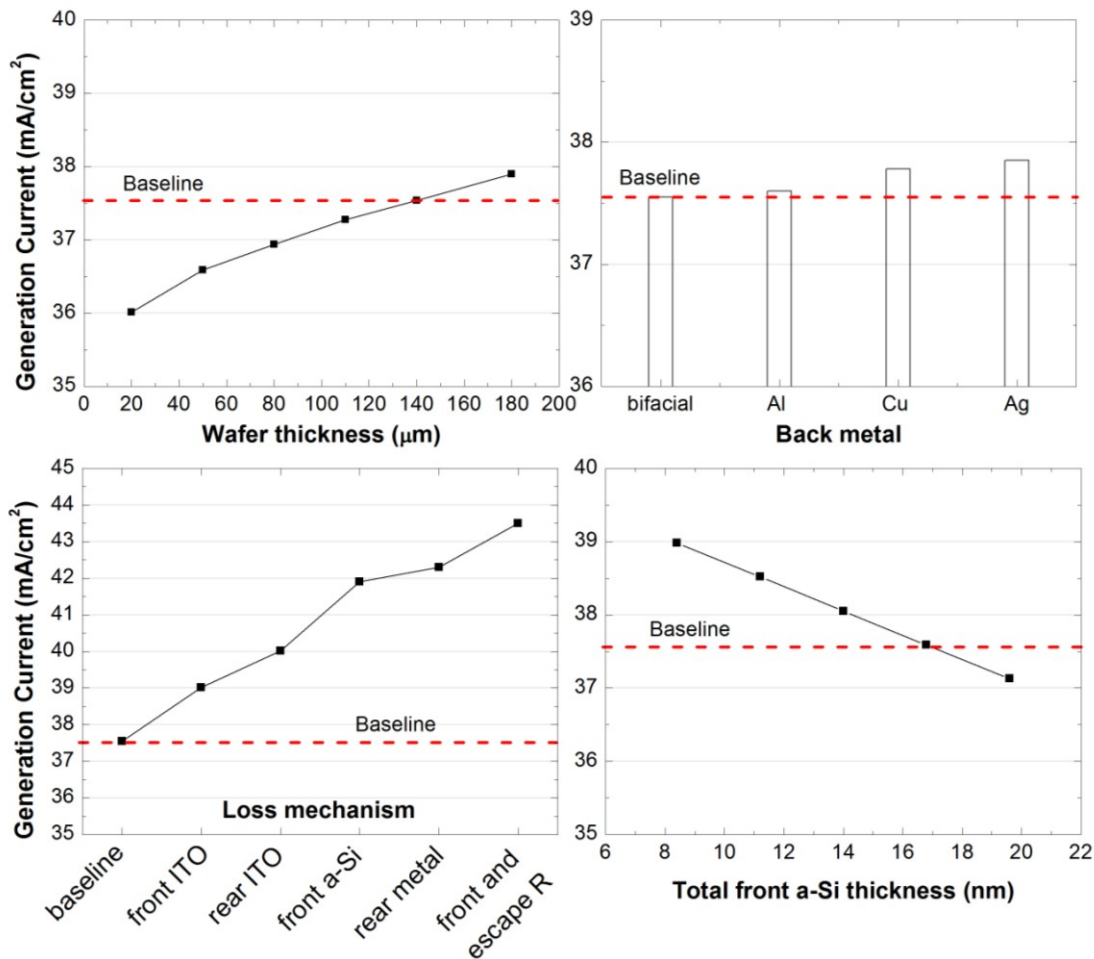 Generation Current (mA/cm²)
40
39
38
37
36
35
Baseline
0 20 40 60 80 100 120 140 160 180 200
Wafer thickness (μm)
39
38
37
36
Baseline
bifacial Al Cu Ag
Back metal
Generation Current (mA/cm²)
45
44
43
42
41
40
39
38
37
36
35
Baseline
Loss mechanism
baseline
front ITO
rear ITO
front a-Si
rear metal
front and
escape R
40
39
38
37
36
35
Baseline
6 8 10 12 14 16 18 20 22
Total front a-Si thickness (nm)